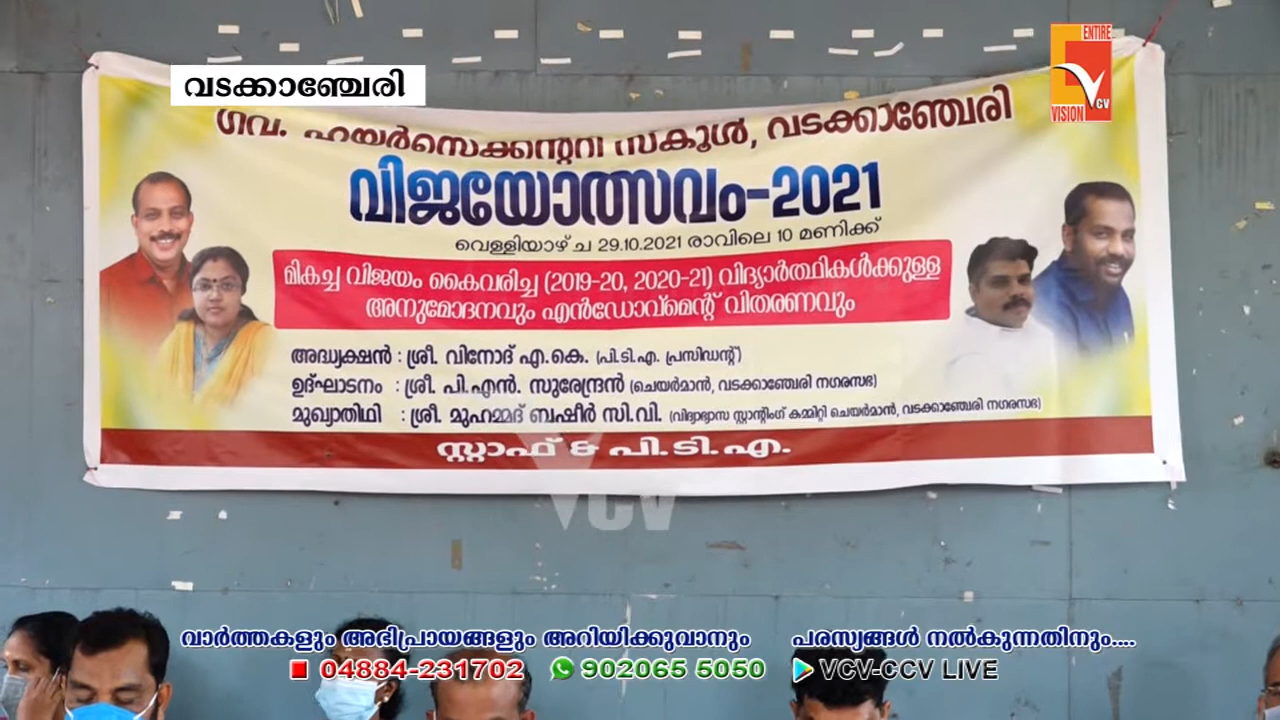 ENTIRE
VCV
VISION
വടക്കാഞ്ചേരി
ഗവ. ഹയർസെക്കന്ററി സ്കൂൾ, വടക്കാഞ്ചേരി
വിജയോത്സവം-2021
വെള്ളിയാഴ്ച 29.10.2021 രാവിലെ 10 മണിക്ക്
മികച്ച വിജയം കൈവരിച്ച (2019-20, 2020-21) വിദ്യാർത്ഥികൾക്കുള്ള
അനുമോദനവും എൻഡോവ്മെന്റ് വിതരണവും
അദ്ധ്യക്ഷൻ : ശ്രീ. വിനോദ് എ.കെ. (പി.ടി.എ. പ്രസിഡന്റ്)
ഉദ്ഘാടനം : ശ്രീ. പി.എൻ. സുരേന്ദ്രൻ (ചെയർമാൻ, വടക്കാഞ്ചേരി നഗരസഭ)
മുഖ്യാതിഥി : ശ്രീ. മുഹമ്മദ് ബഷീർ സി.വി. (വിദ്യാഭ്യാസ സ്റ്റാന്റിംഗ് കമ്മിറ്റി ചെയർമാൻ, വടക്കാഞ്ചേരി നഗരസഭ)
സ്റ്റാഫ് & പി.ടി.എ.
VCV
വാർത്തകളും അഭിപ്രായങ്ങളും അറിയിക്കുവാനും പരസ്യങ്ങൾ നൽകുന്നതിനും....
04884-231702 902065 5050 VCV-CCV LIVE